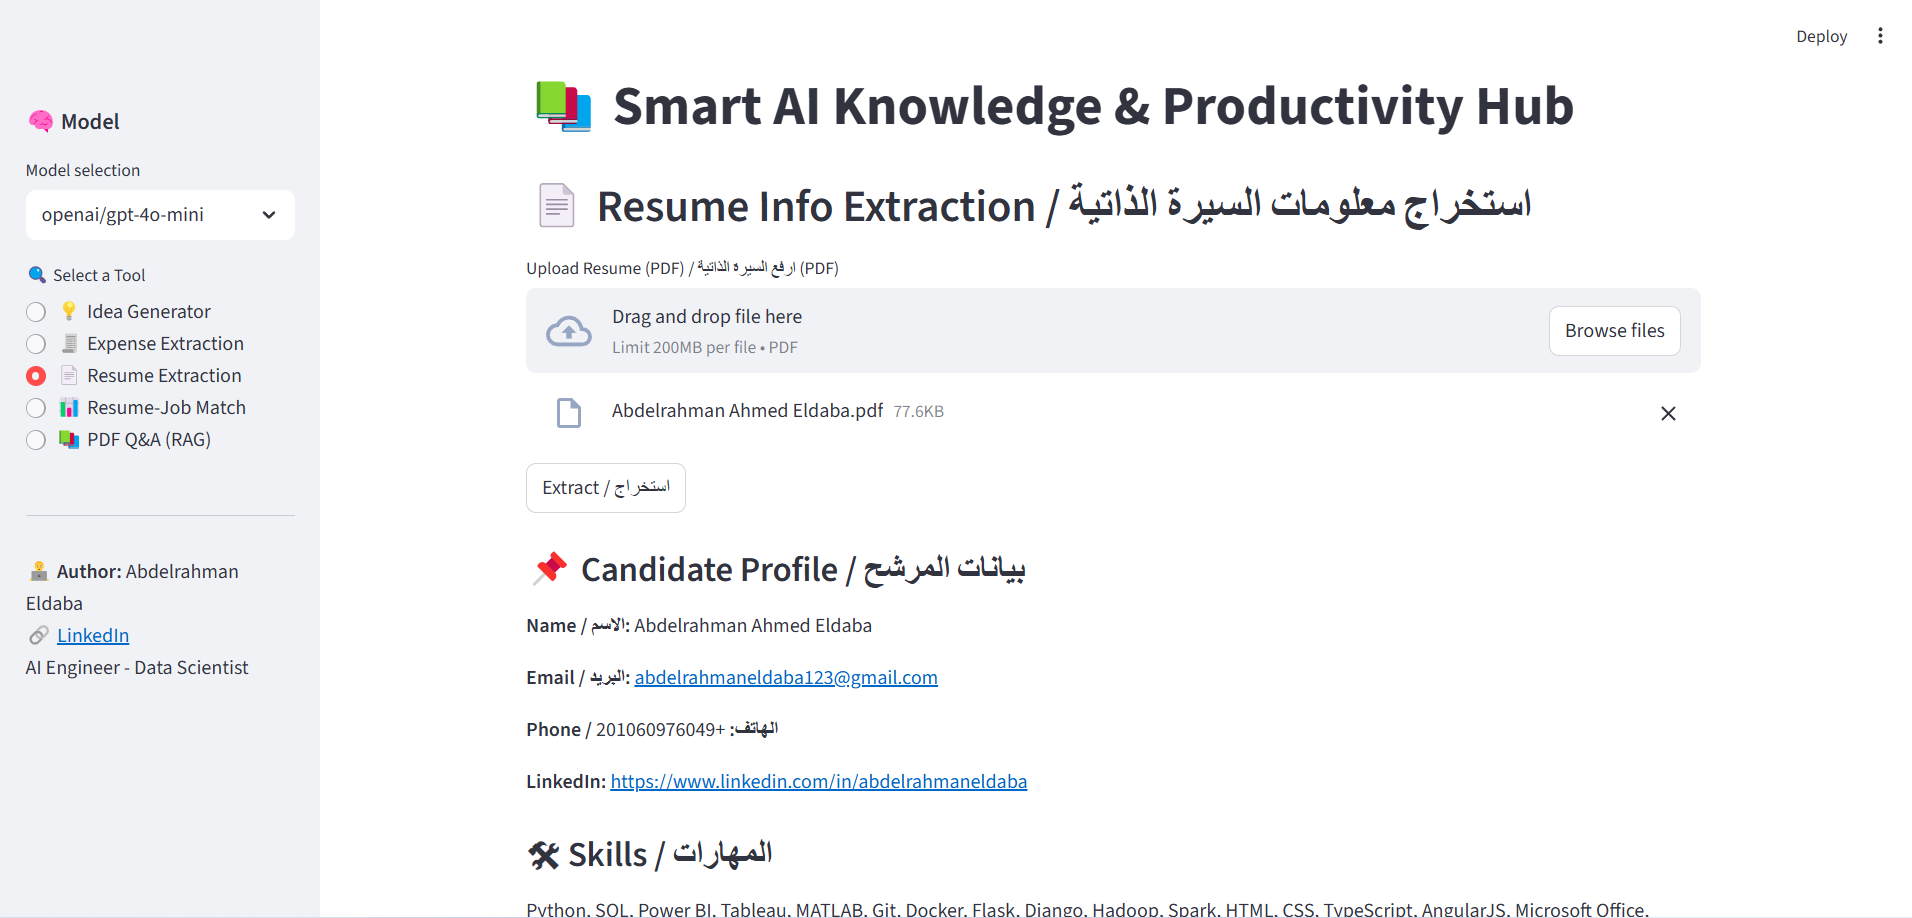 Deploy
🧠 Model
Model selection
openai/gpt-4o-mini
🔍 Select a Tool
💡 Idea Generator
🧾 Expense Extraction
📄 Resume Extraction
📊 Resume-Job Match
📚 PDF Q&A (RAG)
👨‍💻 Author: Abdelrahman
Eldaba
🔗 LinkedIn
AI Engineer - Data Scientist
📚 Smart AI Knowledge & Productivity Hub
📄 Resume Info Extraction / استخراج معلومات السيرة الذاتية
Upload Resume (PDF) / ارفع السيرة الذاتية (PDF)
Drag and drop file here
Limit 200MB per file • PDF
Browse files
Abdelrahman Ahmed Eldaba.pdf 77.6KB
Extract / استخراج
📌 Candidate Profile / بيانات المرشح
Name / الاسم: Abdelrahman Ahmed Eldaba
Email / البريد: abdelrahmaneldaba123@gmail.com
Phone / الهاتف: +201060976049
LinkedIn: https://www.linkedin.com/in/abdelrahmaneldaba
🛠 Skills / المهارات
Python, SQL, Power BI, Tableau, MATLAB, Git, Docker, Flask, Django, Hadoop, Spark, HTML, CSS, TypeScript, AngularJS, Microsoft Office,